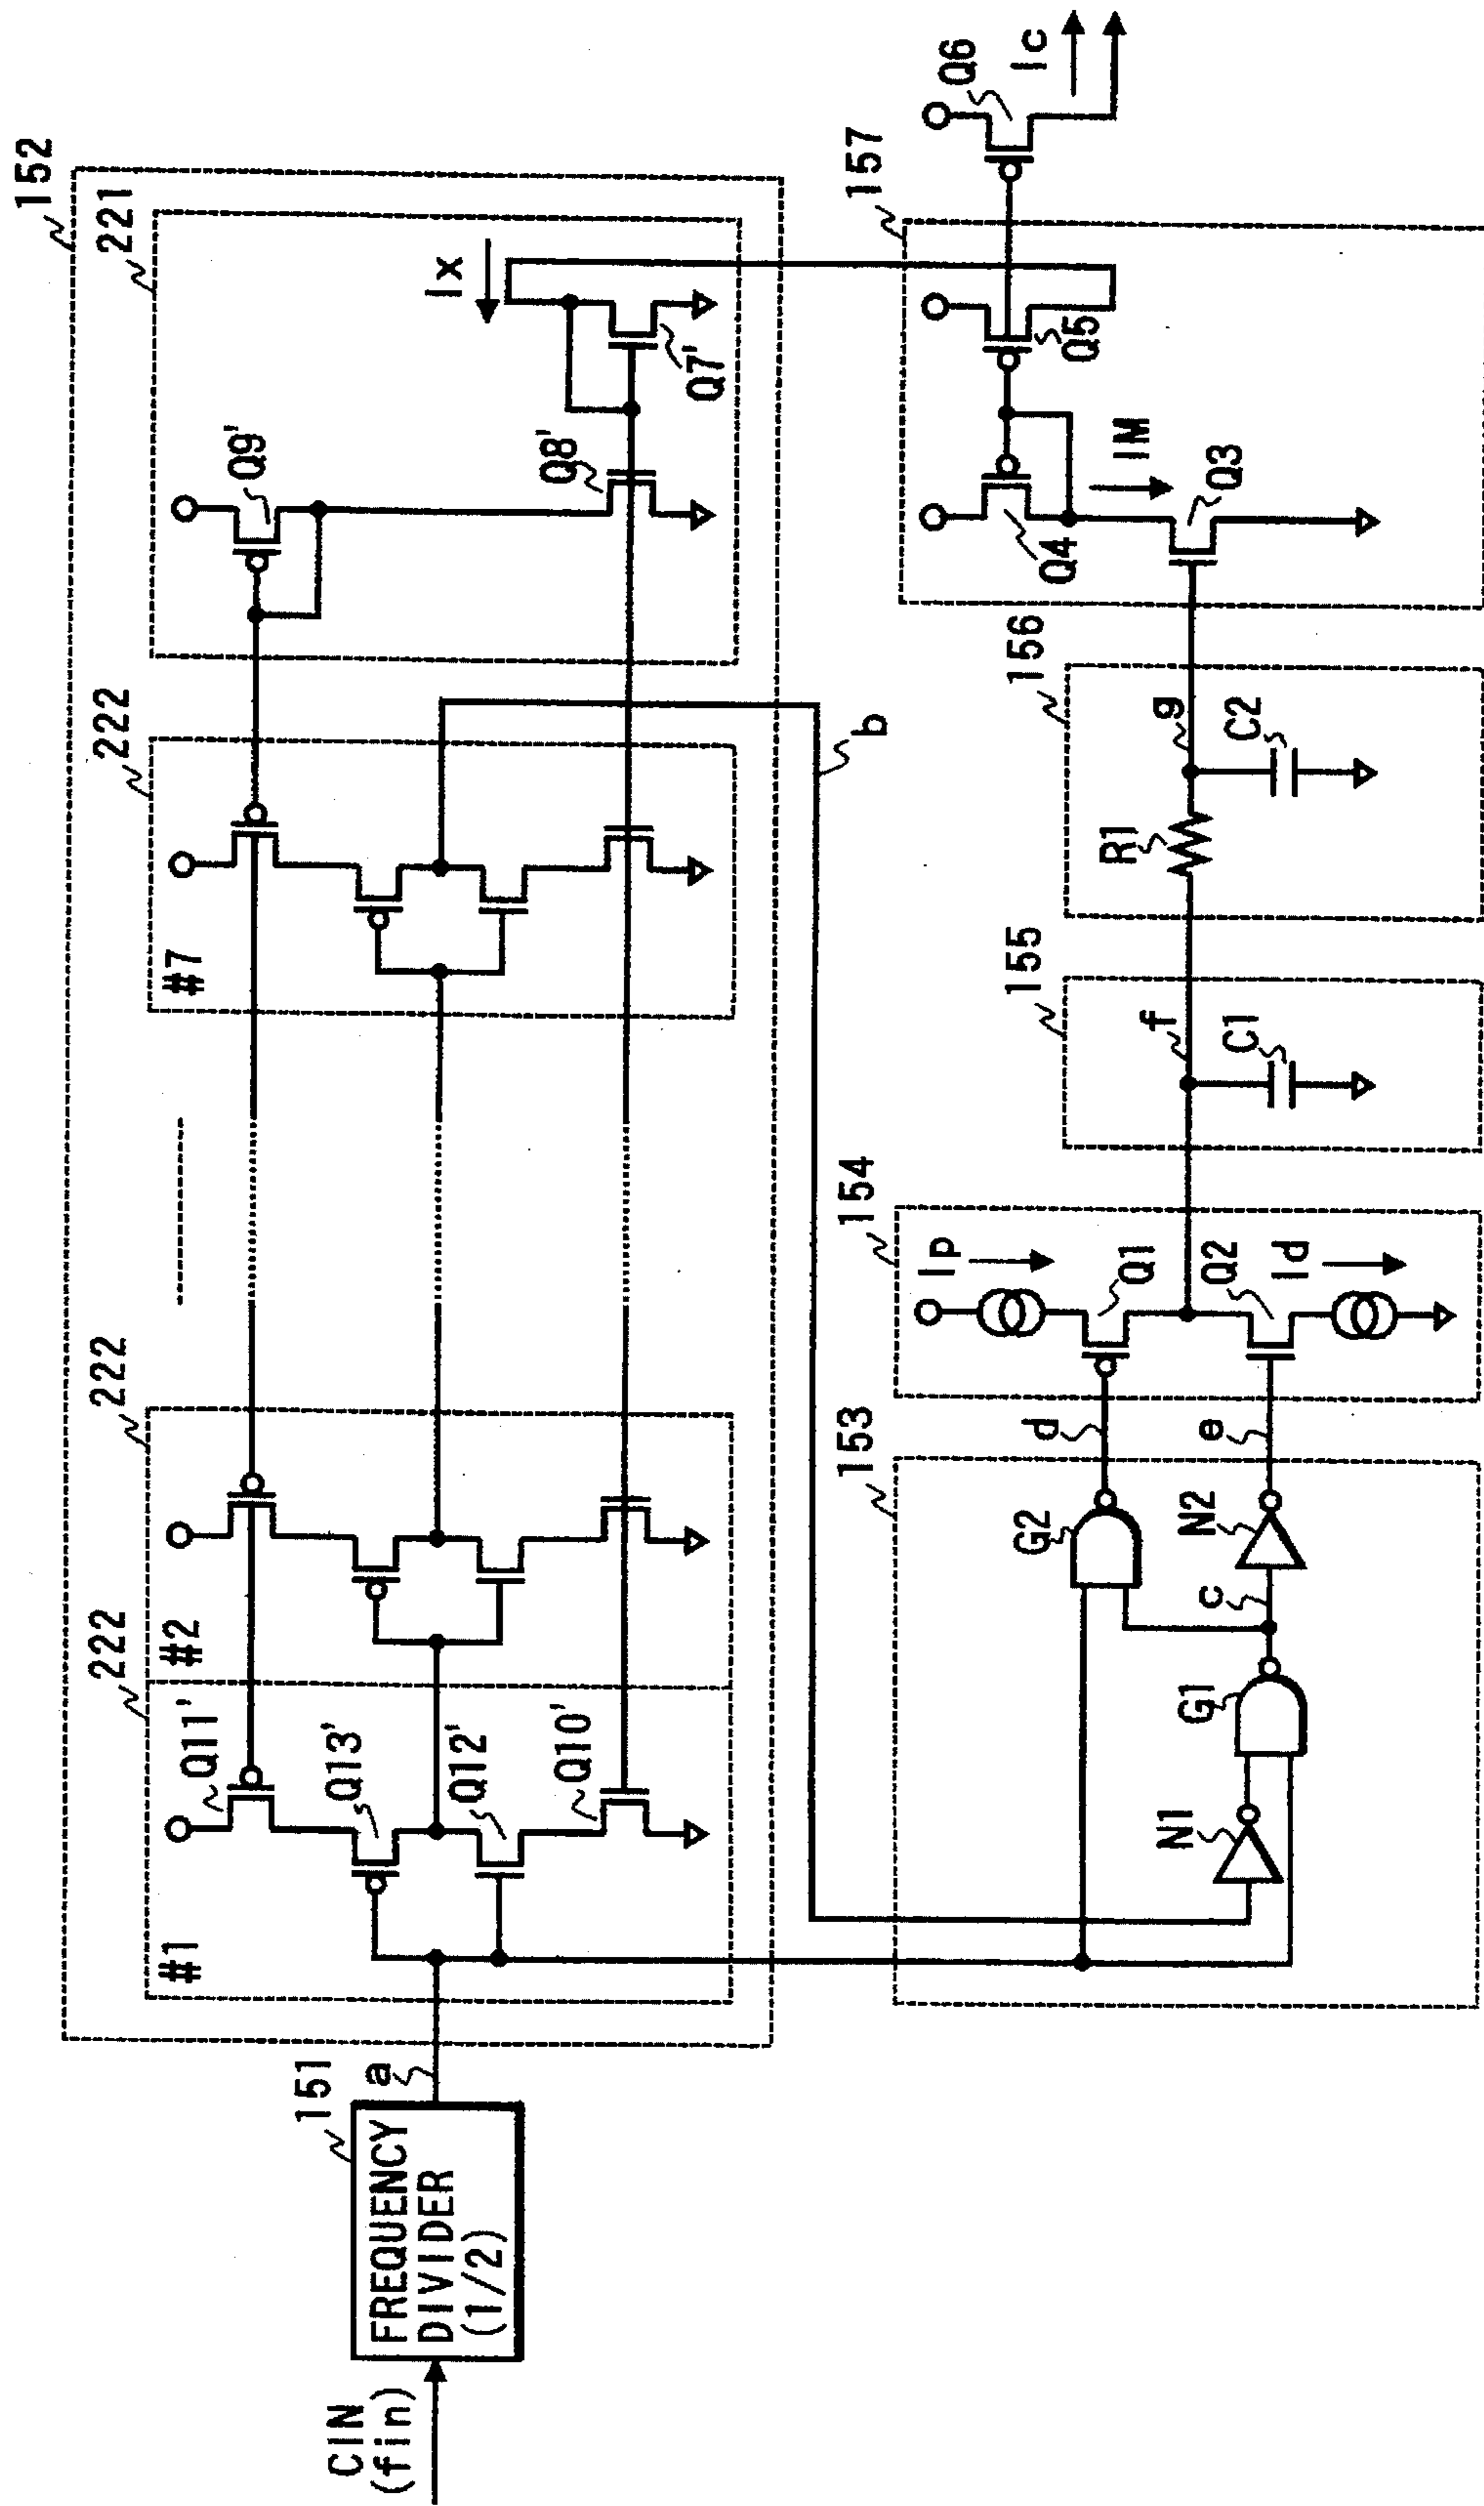 CIN
(fin)
151
FREQUENCY
DIVIDER
(1/2)
a
152
222
#1
Q11'
Q13'
Q12'
Q10'
222
#2
222
#7
221
Q9'
Q8'
Q7'
Ix
b
153
N1
G1
c
G2
N2
d
e
154
Ip
Q1
Q2
Id
155
f
C1
156
R1
g
C2
157
Q4
IM
Q3
Q5
Q6
Ic